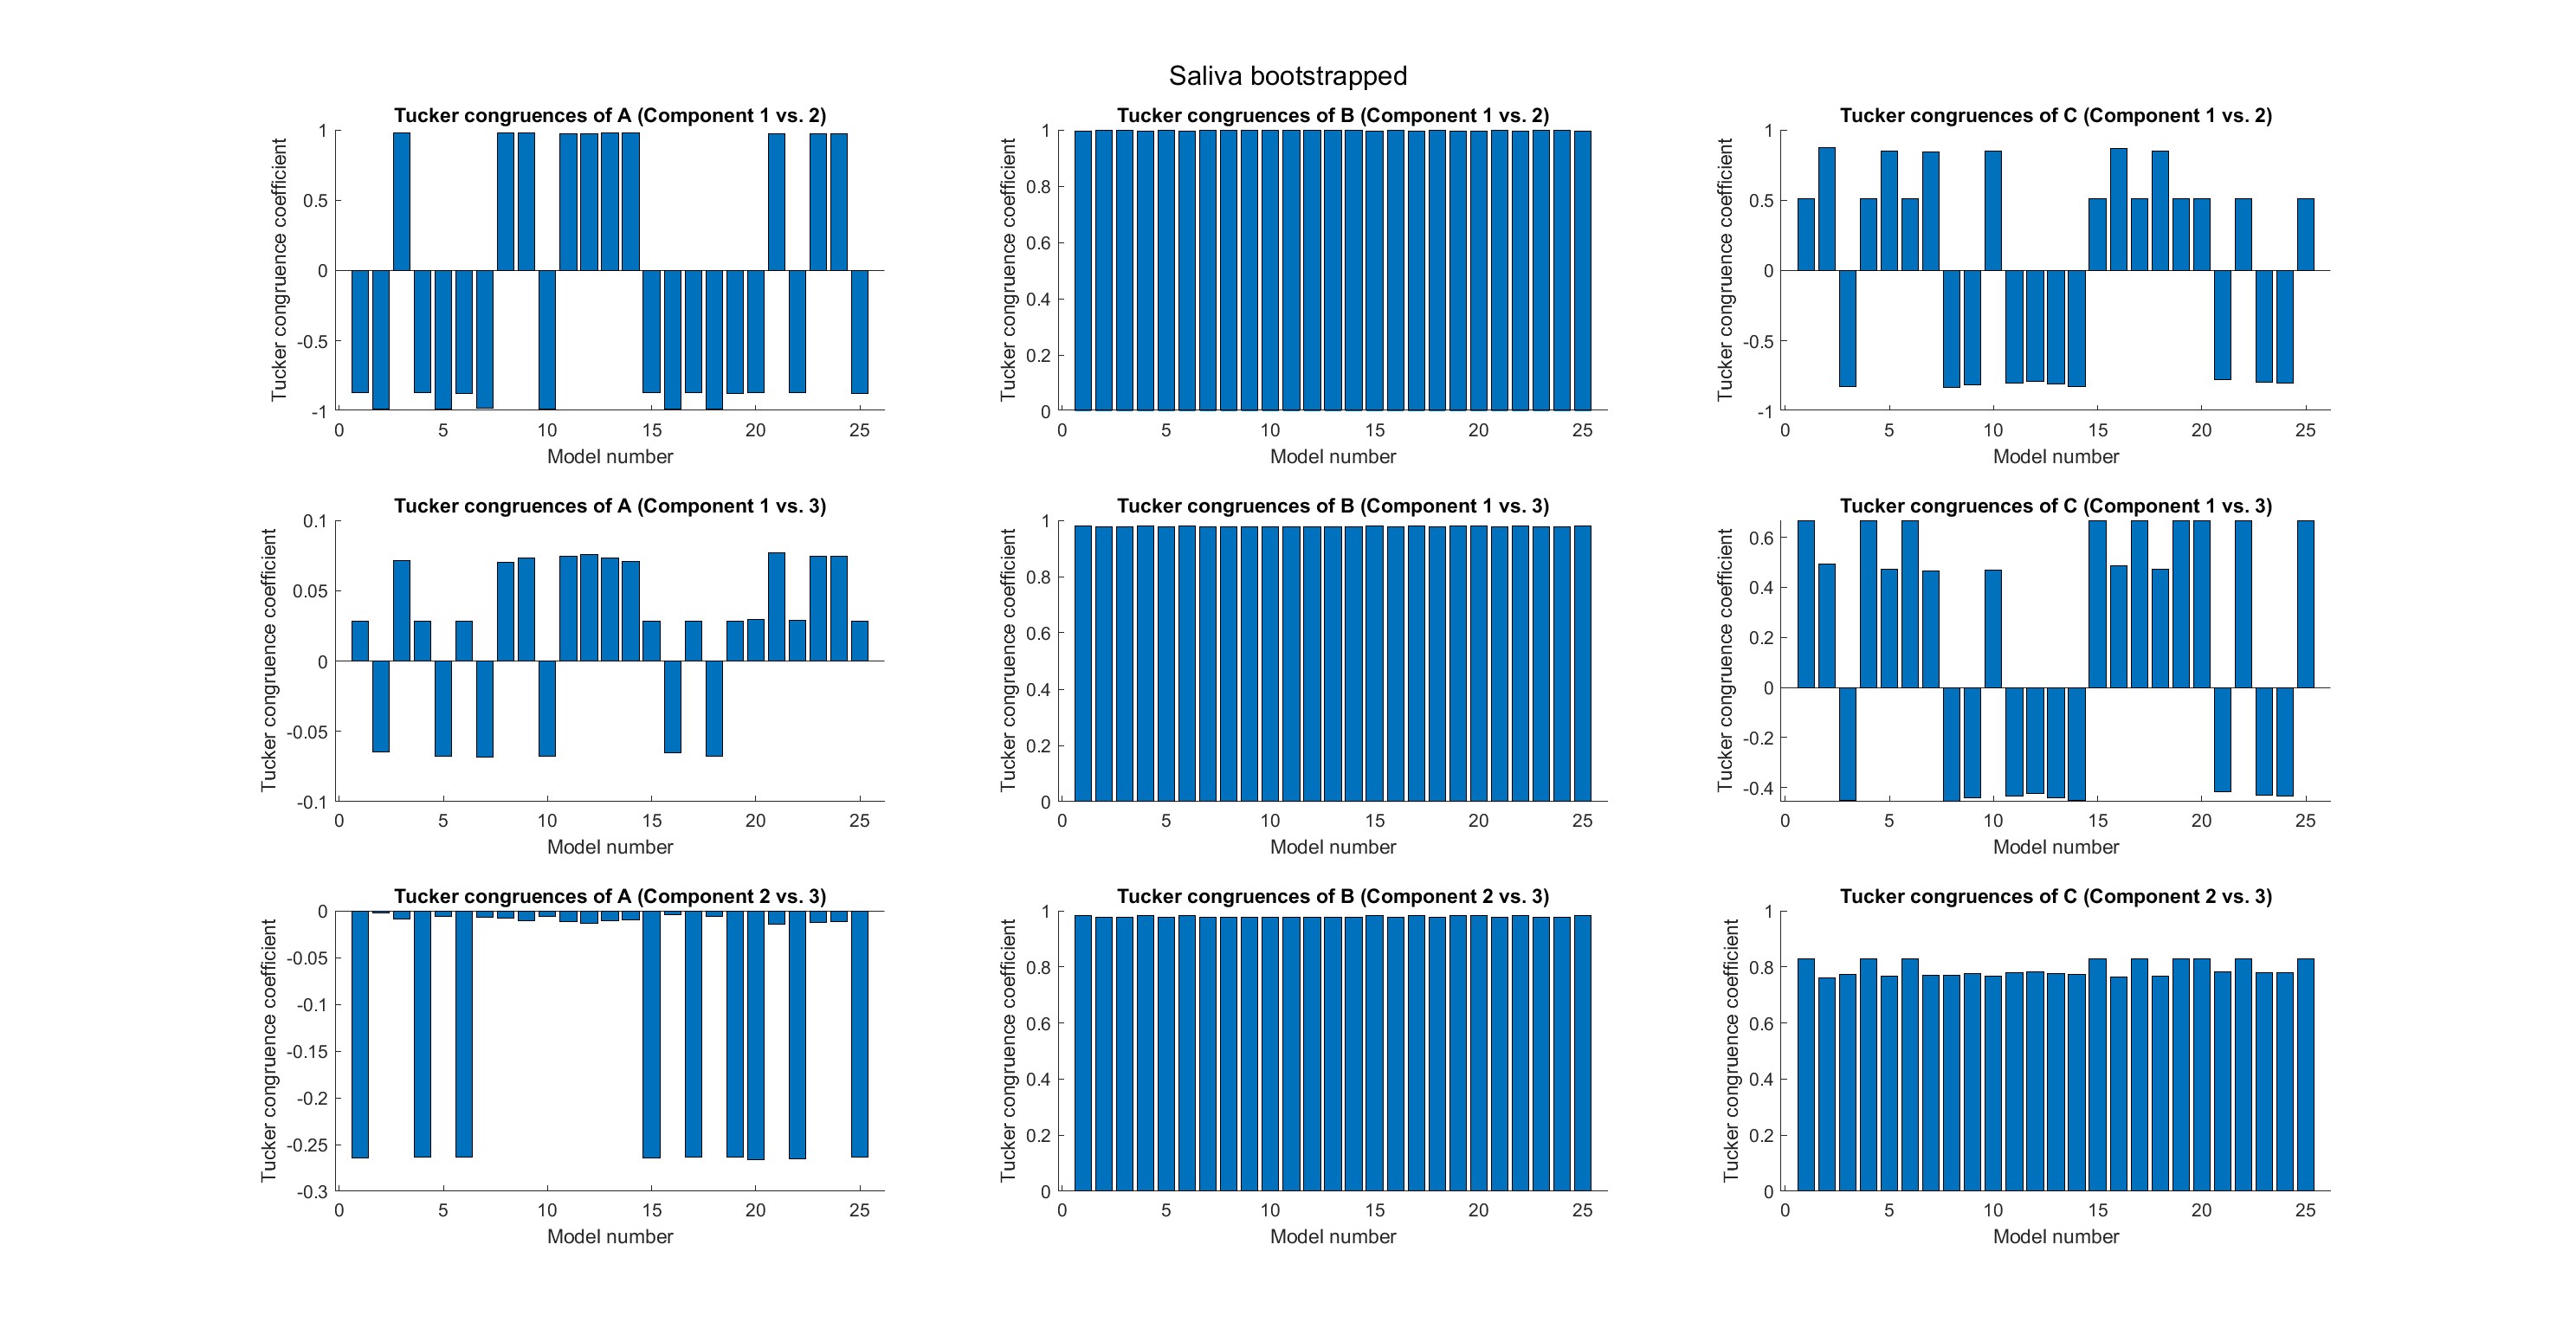 Saliva bootstrapped
Tucker congruences of A (Component 1 vs. 2)
Tucker congruence coefficient
1
0.5
0
-0.5
-1
0 5 10 15 20 25
Model number
Tucker congruences of B (Component 1 vs. 2)
Tucker congruence coefficient
1
0.8
0.6
0.4
0.2
0
0 5 10 15 20 25
Model number
Tucker congruences of C (Component 1 vs. 2)
Tucker congruence coefficient
1
0.5
0
-0.5
-1
0 5 10 15 20 25
Model number
Tucker congruences of A (Component 1 vs. 3)
Tucker congruence coefficient
0.1
0.05
0
-0.05
-0.1
0 5 10 15 20 25
Model number
Tucker congruences of B (Component 1 vs. 3)
Tucker congruence coefficient
1
0.8
0.6
0.4
0.2
0
0 5 10 15 20 25
Model number
Tucker congruences of C (Component 1 vs. 3)
Tucker congruence coefficient
0.6
0.4
0.2
0
-0.2
-0.4
0 5 10 15 20 25
Model number
Tucker congruences of A (Component 2 vs. 3)
Tucker congruence coefficient
0
-0.05
-0.1
-0.15
-0.2
-0.25
-0.3
0 5 10 15 20 25
Model number
Tucker congruences of B (Component 2 vs. 3)
Tucker congruence coefficient
1
0.8
0.6
0.4
0.2
0
0 5 10 15 20 25
Model number
Tucker congruences of C (Component 2 vs. 3)
Tucker congruence coefficient
1
0.8
0.6
0.4
0.2
0
0 5 10 15 20 25
Model number